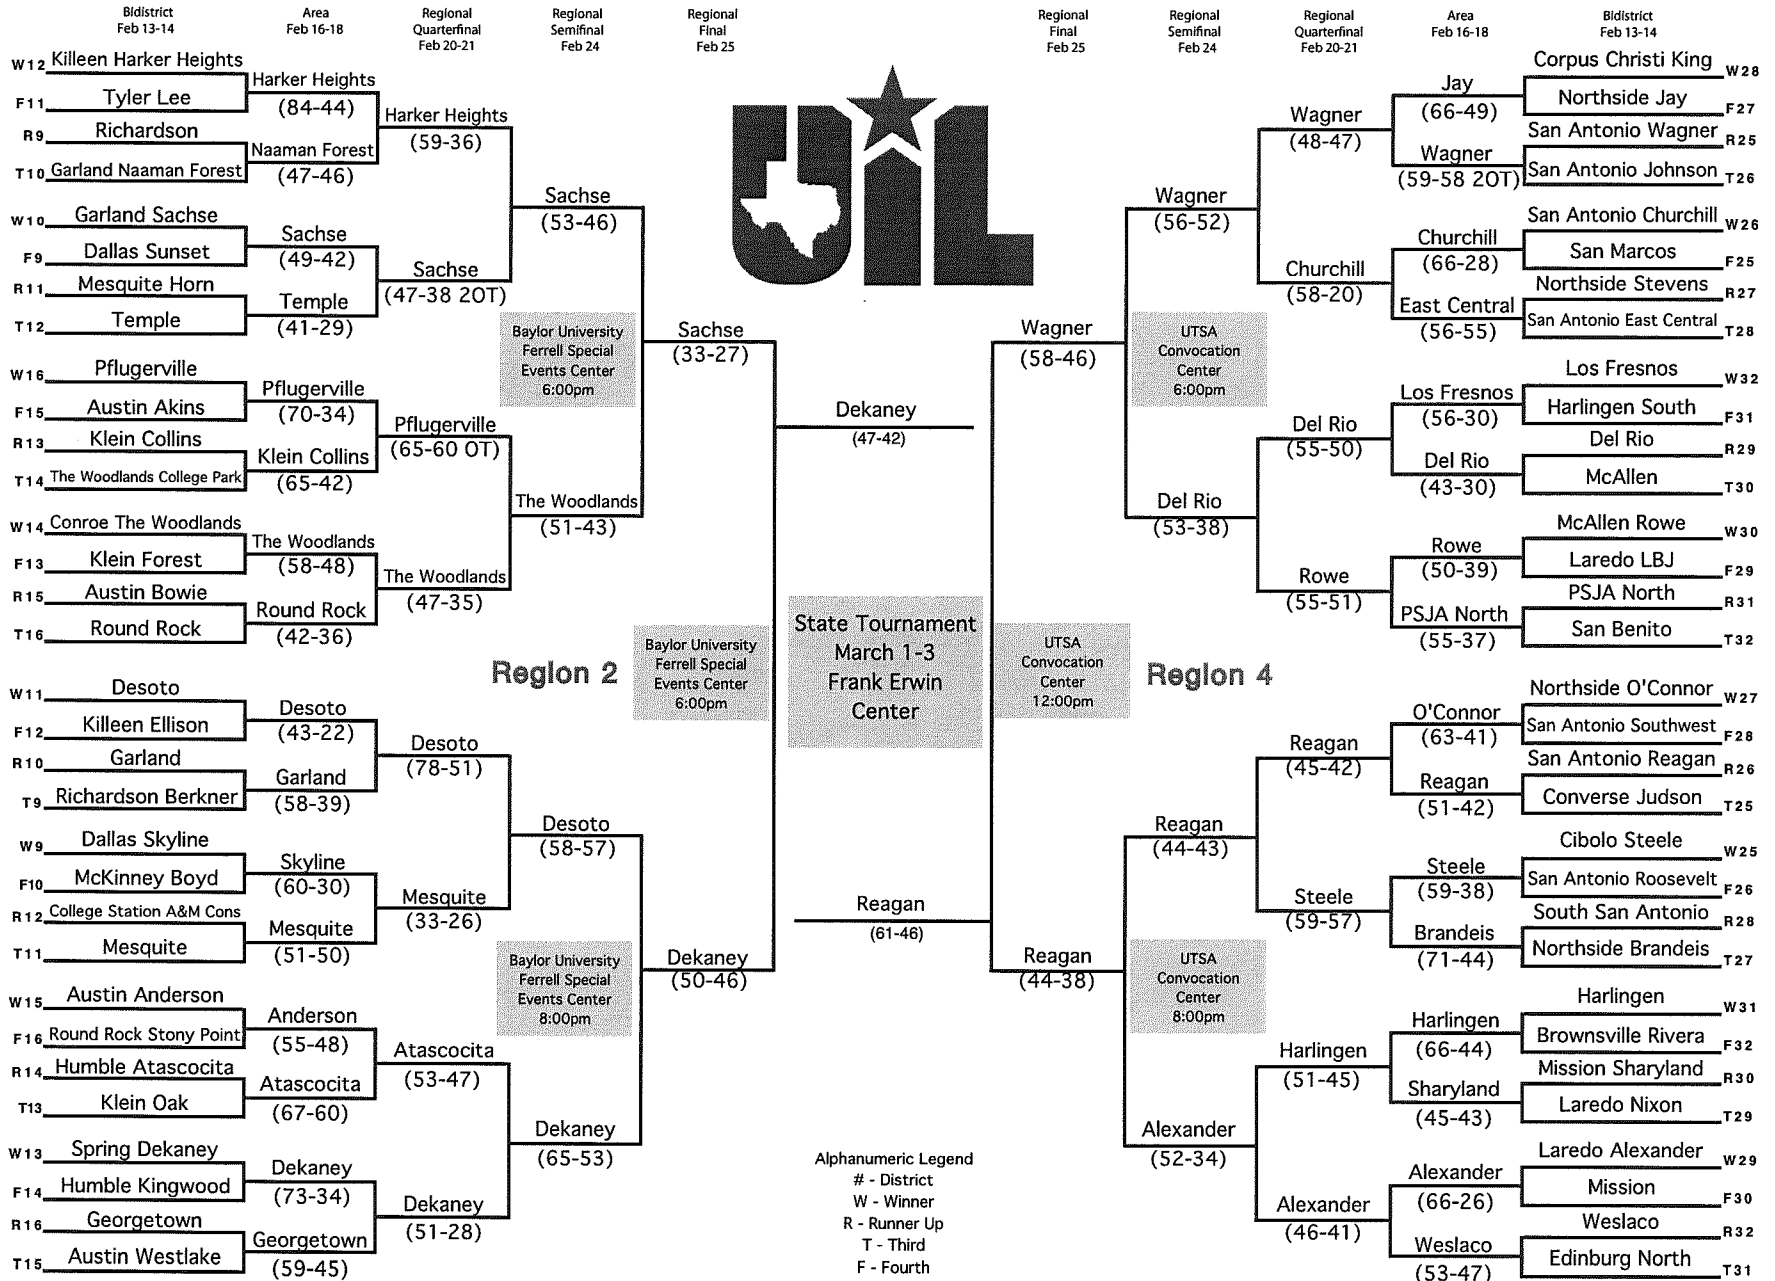 Bidistrict
Feb 13-14
Area
Feb 16-18
Regional
Quarterfinal
Feb 20-21
Regional
Semifinal
Feb 24
Regional
Final
Feb 25
Regional
Final
Feb 25
Regional
Semifinal
Feb 24
Regional
Quarterfinal
Feb 20-21
Area
Feb 16-18
Bidistrict
Feb 13-14
UIL
W12 Killeen Harker Heights
F11 Tyler Lee
R9 Richardson
T10 Garland Naaman Forest
W10 Garland Sachse
F9 Dallas Sunset
R11 Mesquite Horn
T12 Temple
W16 Pflugerville
F15 Austin Akins
R13 Klein Collins
T14 The Woodlands College Park
W14 Conroe The Woodlands
F13 Klein Forest
R15 Austin Bowie
T16 Round Rock
W11 Desoto
F12 Killeen Ellison
R10 Garland
T9 Richardson Berkner
W9 Dallas Skyline
F10 McKinney Boyd
R12 College Station A&M Cons
T11 Mesquite
W15 Austin Anderson
F16 Round Rock Stony Point
R14 Humble Atascocita
T13 Klein Oak
W13 Spring Dekaney
F14 Humble Kingwood
R16 Georgetown
T15 Austin Westlake
Harker Heights
(84-44)
Naaman Forest
(47-46)
Sachse
(49-42)
Temple
(41-29)
Pflugerville
(70-34)
Klein Collins
(65-42)
The Woodlands
(58-48)
Round Rock
(42-36)
Desoto
(43-22)
Garland
(58-39)
Skyline
(60-30)
Mesquite
(51-50)
Anderson
(55-48)
Atascocita
(67-60)
Dekaney
(73-34)
Georgetown
(59-45)
Harker Heights
(59-36)
Sachse
(47-38 2OT)
Pflugerville
(65-60 OT)
The Woodlands
(47-35)
Desoto
(78-51)
Mesquite
(33-26)
Atascocita
(53-47)
Dekaney
(51-28)
Sachse
(53-46)
Baylor University
Ferrell Special
Events Center
6:00pm
The Woodlands
(51-43)
Region 2
Desoto
(58-57)
Baylor University
Ferrell Special
Events Center
8:00pm
Dekaney
(65-53)
Sachse
(33-27)
Baylor University
Ferrell Special
Events Center
6:00pm
Dekaney
(50-46)
Dekaney
(47-42)
State Tournament
March 1-3
Frank Erwin
Center
Reagan
(61-46)
Alphanumeric Legend
# - District
W - Winner
R - Runner Up
T - Third
F - Fourth
Wagner
(58-46)
UTSA
Convocation
Center
12:00pm
Reagan
(44-38)
Wagner
(56-52)
UTSA
Convocation
Center
6:00pm
Del Rio
(53-38)
Region 4
Reagan
(44-43)
UTSA
Convocation
Center
8:00pm
Alexander
(52-34)
Wagner
(48-47)
Churchill
(58-20)
Del Rio
(55-50)
Rowe
(55-51)
Reagan
(45-42)
Steele
(59-57)
Harlingen
(51-45)
Alexander
(46-41)
Jay
(66-49)
Wagner
(59-58 2OT)
Churchill
(66-28)
East Central
(56-55)
Los Fresnos
(56-30)
Del Rio
(43-30)
Rowe
(50-39)
PSJA North
(55-37)
O'Connor
(63-41)
Reagan
(51-42)
Steele
(59-38)
Brandeis
(71-44)
Harlingen
(66-44)
Sharyland
(45-43)
Alexander
(66-26)
Weslaco
(53-47)
Corpus Christi King W28
Northside Jay F27
San Antonio Wagner R25
San Antonio Johnson T26
San Antonio Churchill W26
San Marcos F25
Northside Stevens R27
San Antonio East Central T28
Los Fresnos W32
Harlingen South F31
Del Rio R29
McAllen T30
McAllen Rowe W30
Laredo LBJ F29
PSJA North R31
San Benito T32
Northside O'Connor W27
San Antonio Southwest F28
San Antonio Reagan R26
Converse Judson T25
Cibolo Steele W25
San Antonio Roosevelt F26
South San Antonio R28
Northside Brandeis T27
Harlingen W31
Brownsville Rivera F32
Mission Sharyland R30
Laredo Nixon T29
Laredo Alexander W29
Mission F30
Weslaco R32
Edinburg North T31